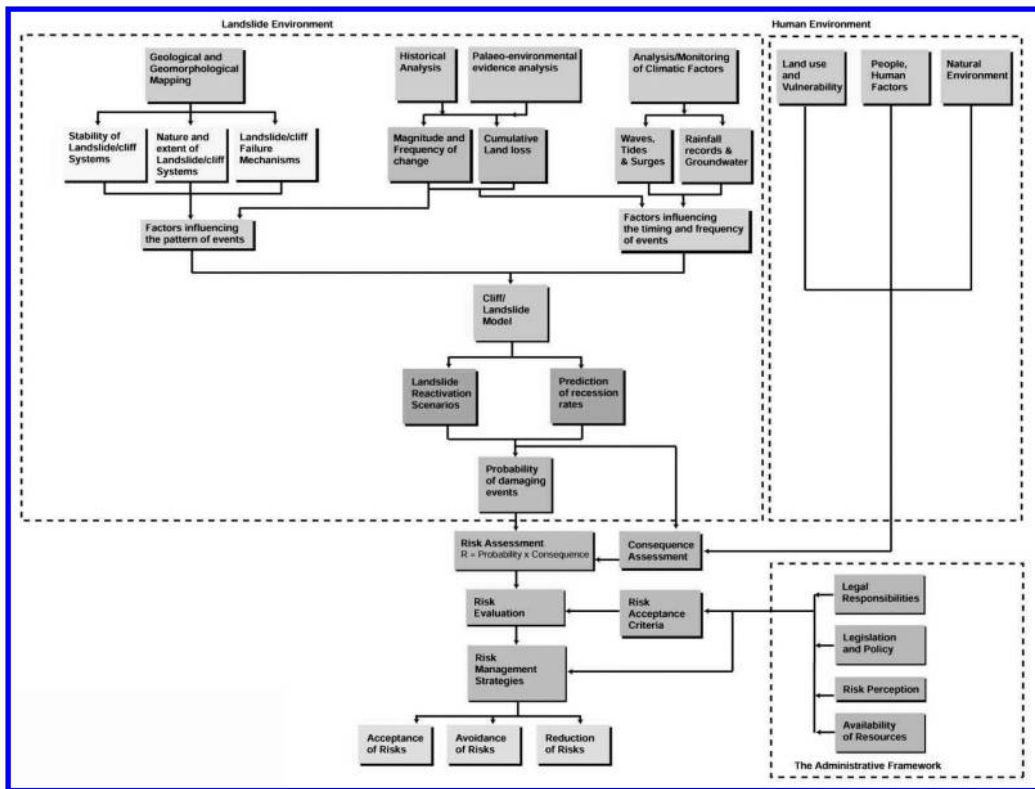 Landslide Environment
Human Environment
Geological and
Geomorphological
Mapping
Historical
Analysis
Palaeo-environmental
evidence analysis
Analysis/Monitoring
of Climatic Factors
Land use
and
Vulnerability
People,
Human
Factors
Natural
Environment
Stability of
Landslide/cliff
Systems
Nature and
extent of
Landslide/cliff
Systems
Landslide/cliff
Failure
Mechanisms
Magnitude and
Frequency of
change
Cumulative
Land loss
Waves,
Tides
& Surges
Rainfall
records &
Groundwater
Factors influencing
the pattern of events
Factors influencing
the timing and frequency
of events
Cliff/
Landslide
Model
Landslide
Reactivation
Scenarios
Prediction
of recession
rates
Probability
of damaging
events
Risk Assessment
R = Probability x Consequence
Consequence
Assessment
Risk
Evaluation
Risk
Acceptance
Criteria
Legal
Responsibilities
Legislation
and Policy
Risk
Management
Strategies
Risk Perception
Availability
of Resources
Acceptance
of Risks
Avoidance
of Risks
Reduction
of Risks
The Administrative Framework